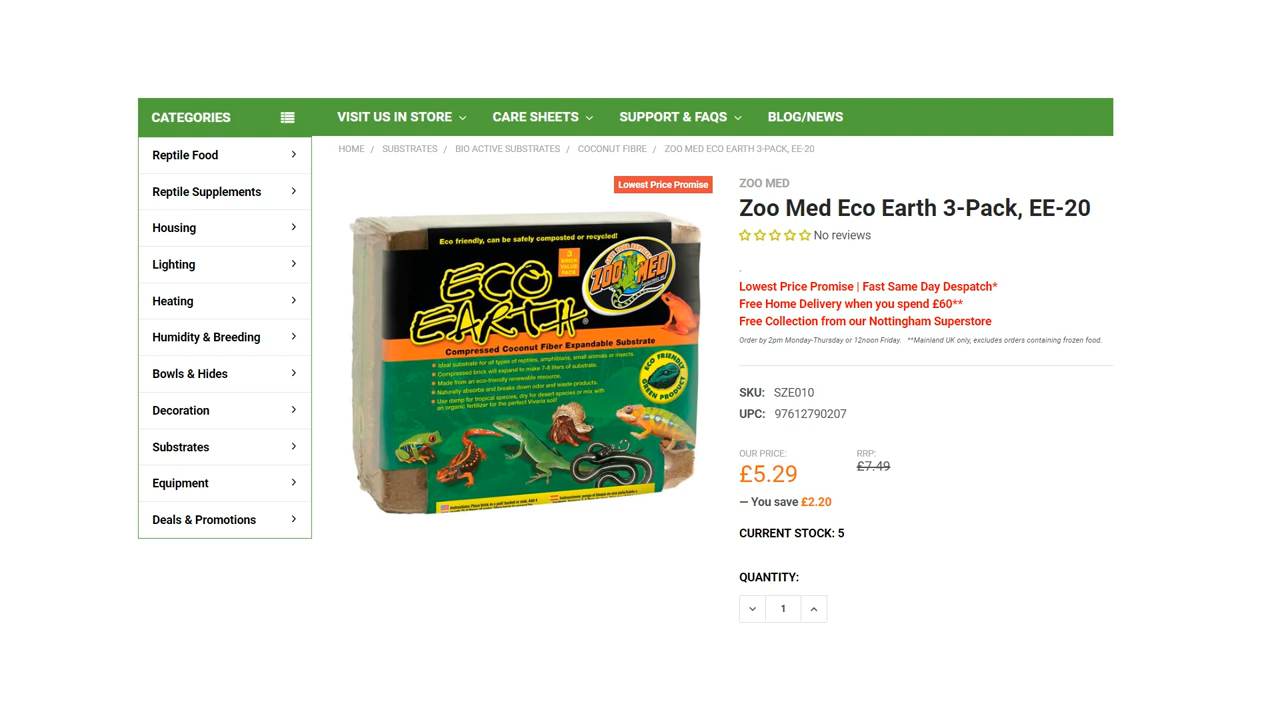 CATEGORIES
VISIT US IN STORE
CARE SHEETS
SUPPORT & FAQS
BLOG/NEWS
Reptile Food
Reptile Supplements
Housing
Lighting
Heating
Humidity & Breeding
Bowls & Hides
Decoration
Substrates
Equipment
Deals & Promotions
HOME / SUBSTRATES / BIO ACTIVE SUBSTRATES / COCONUT FIBRE / ZOO MED ECO EARTH 3-PACK, EE-20
Lowest Price Promise
Eco friendly, can be safely composted or recycled!
3
BRICK
VALUE
PACK
ZOO MED
ECO
EARTH®
Compressed Coconut Fiber Expandable Substrate
Ideal substrate for all types of reptiles, amphibians, small animals or insects.
Compressed brick will expand to make 7-8 liters of substrate.
Made from an eco-friendly renewable resource.
Naturally absorbs and breaks down odor and waste products.
Use damp for tropical species, dry for desert species or mix with
an organic fertilizer for the perfect Vivaria soil!
ECO FRIENDLY
GREEN PRODUCT
ZOO MED
Zoo Med Eco Earth 3-Pack, EE-20
No reviews
.
Lowest Price Promise | Fast Same Day Despatch*
Free Home Delivery when you spend £60**
Free Collection from our Nottingham Superstore
Order by 2pm Monday-Thursday or 12noon Friday. **Mainland UK only, excludes orders containing frozen food.
SKU: SZE010
UPC: 97612790207
OUR PRICE:
£5.29
RRP:
£7.49
— You save £2.20
CURRENT STOCK: 5
QUANTITY:
1